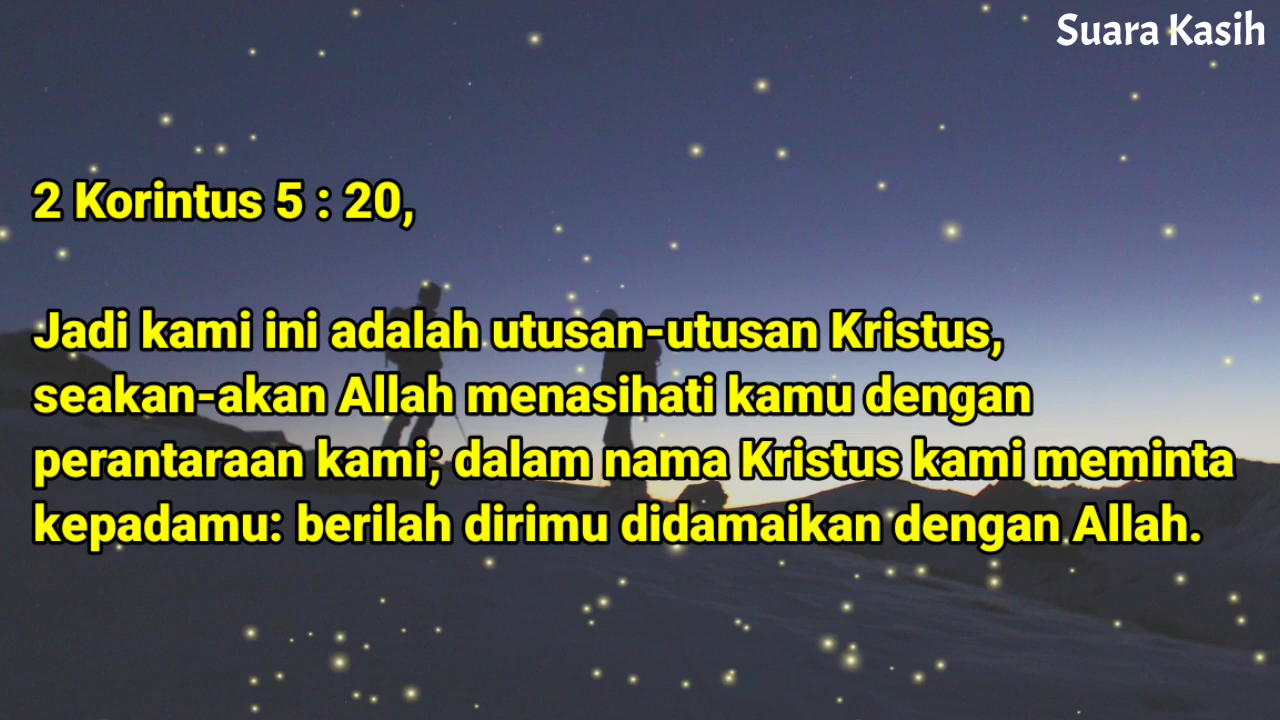 Suara Kasih
2 Korintus 5 : 20,
Jadi kami ini adalah utusan-utusan Kristus,
seakan-akan Allah menasihati kamu dengan
perantaraan kami; dalam nama Kristus kami meminta
kepadamu: berilah dirimu didamaikan dengan Allah.